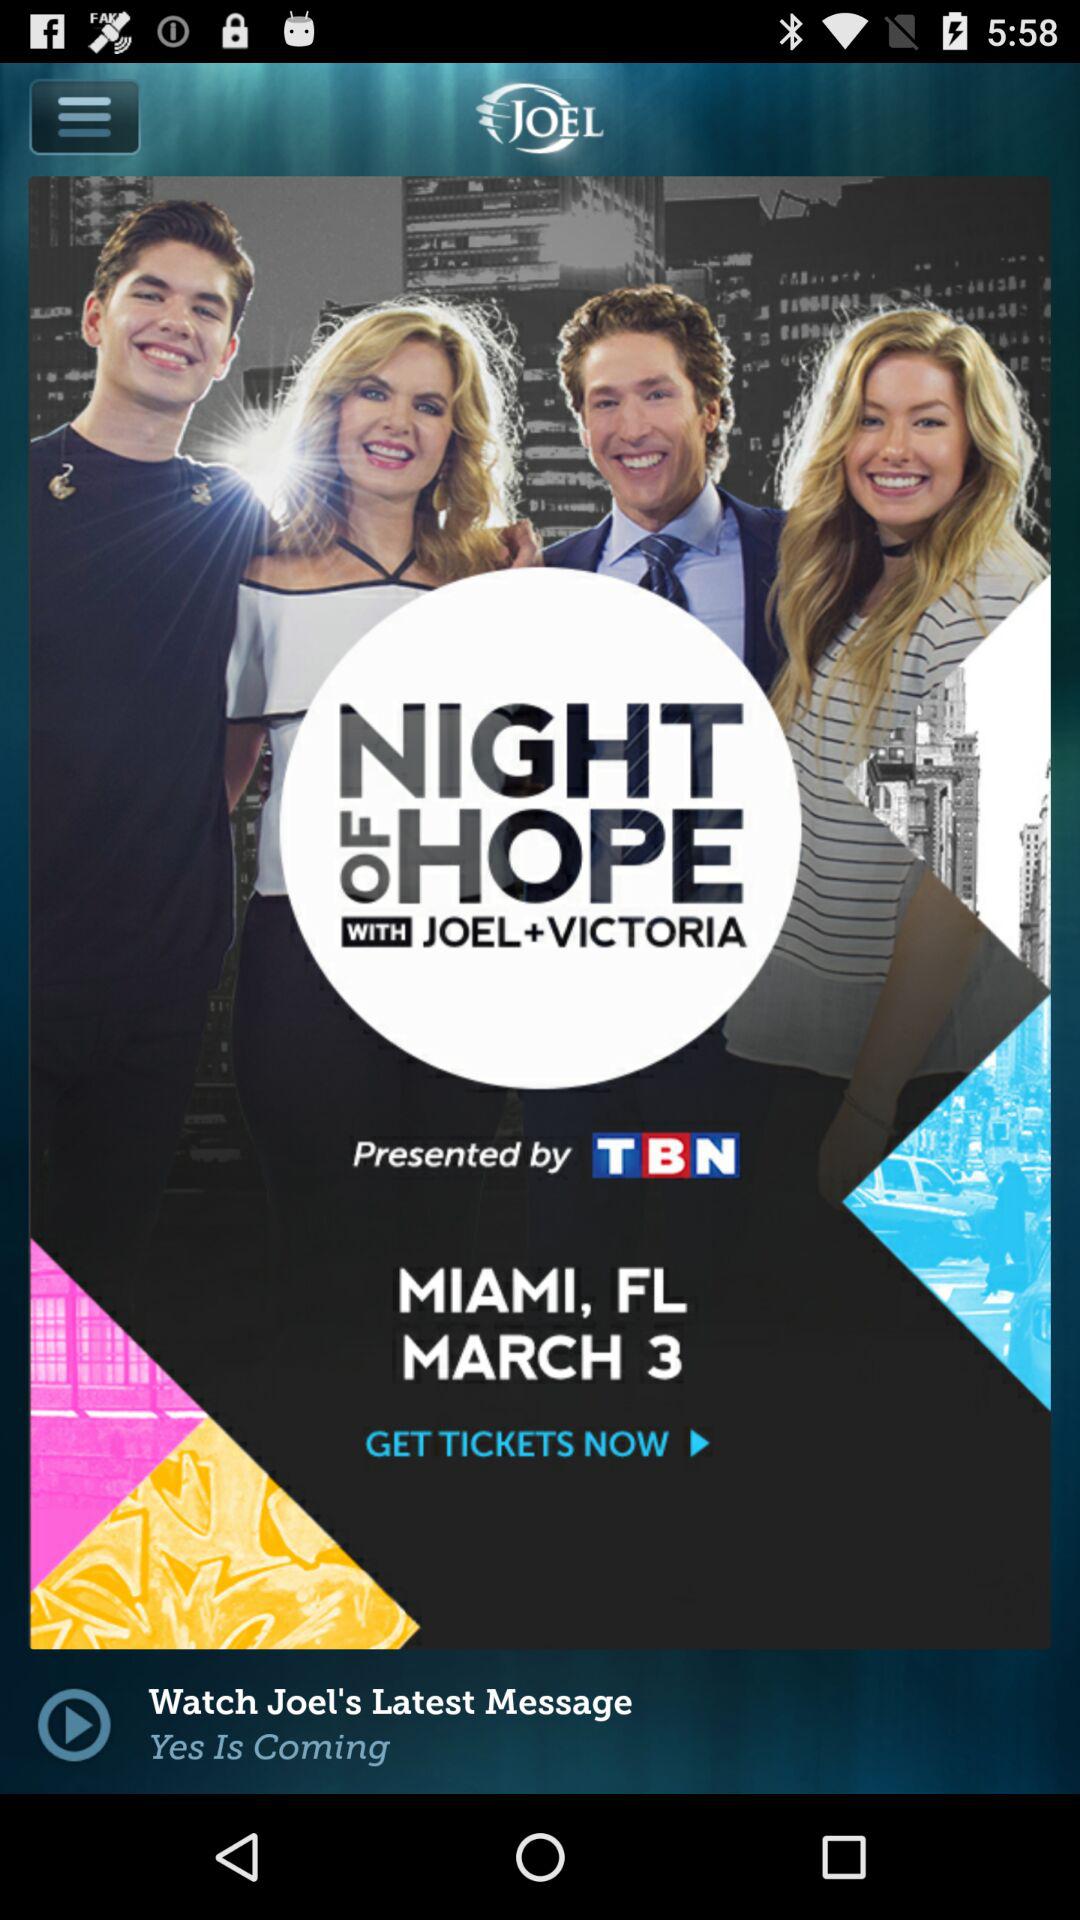 FAKE
5:58
JOEL
NIGHT
OF HOPE
WITH JOEL+VICTORIA
Presented by TBN
MIAMI, FL
MARCH 3
GET TICKETS NOW
Watch Joel's Latest Message
Yes Is Coming